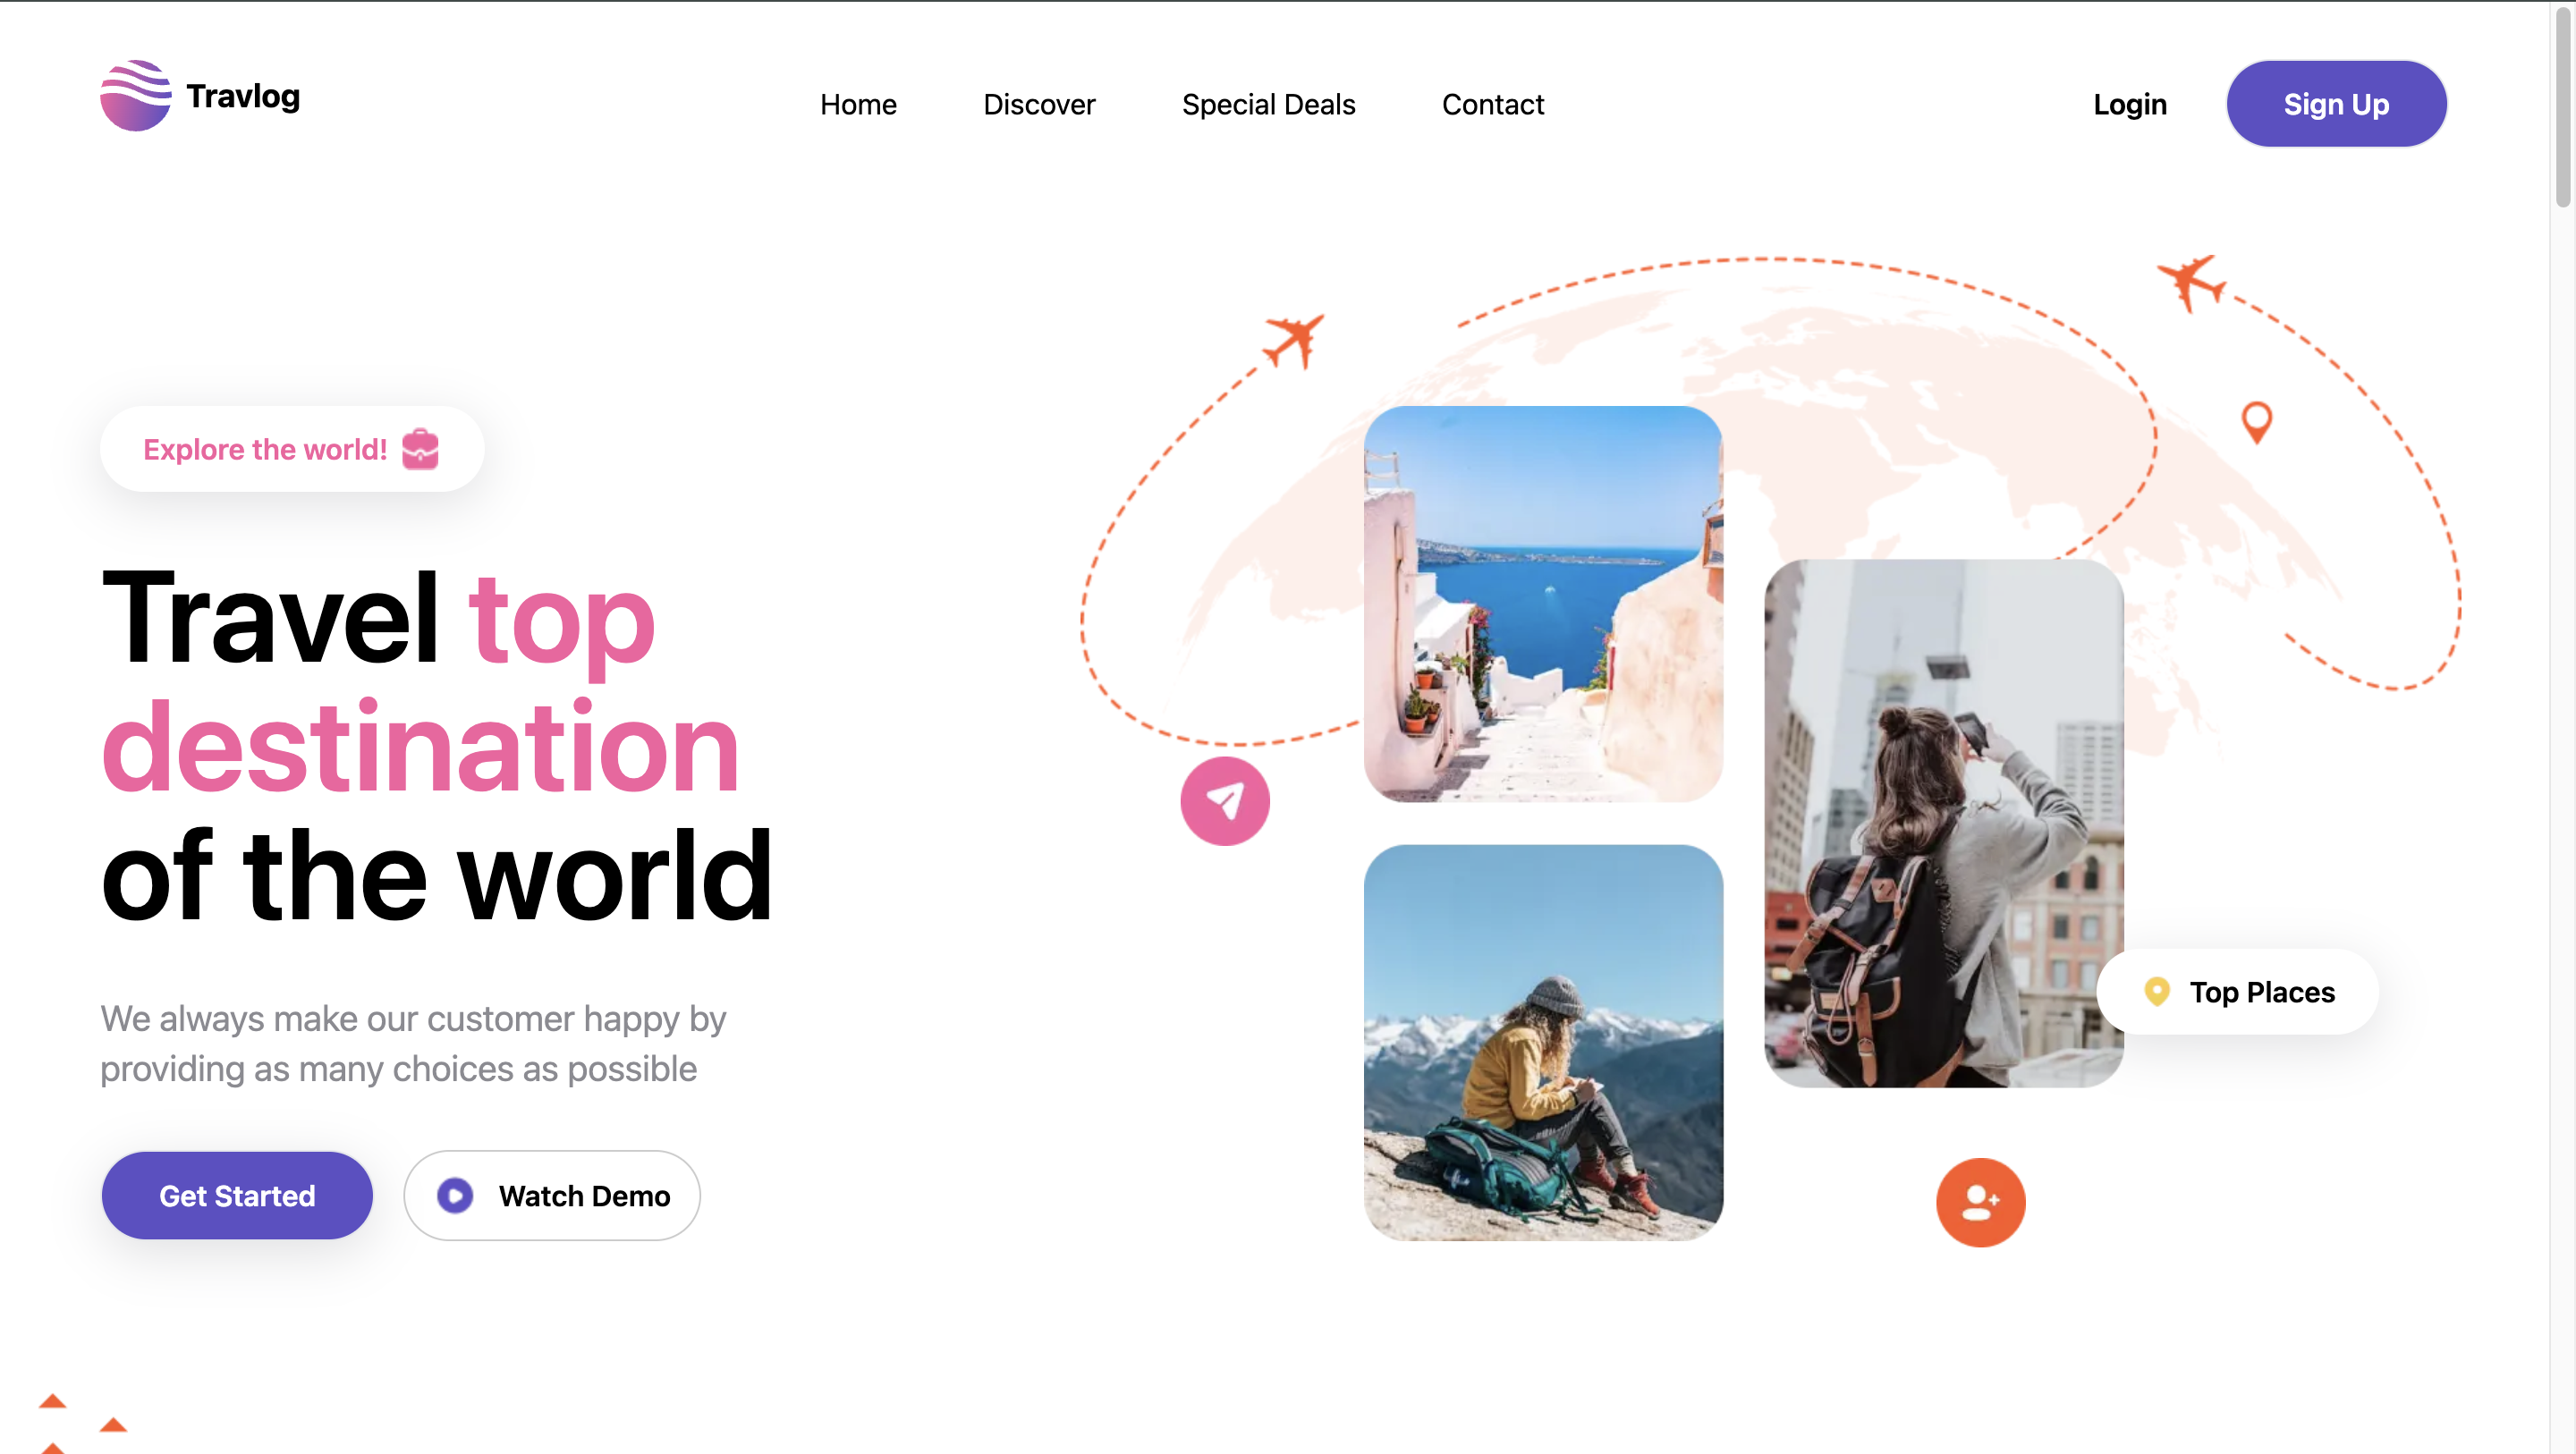 Travlog
Home
Discover
Special Deals
Contact
Login
Sign Up
Explore the world!
Travel top
destination
of the world
We always make our customer happy by
providing as many choices as possible
Get Started
Watch Demo
Top Places